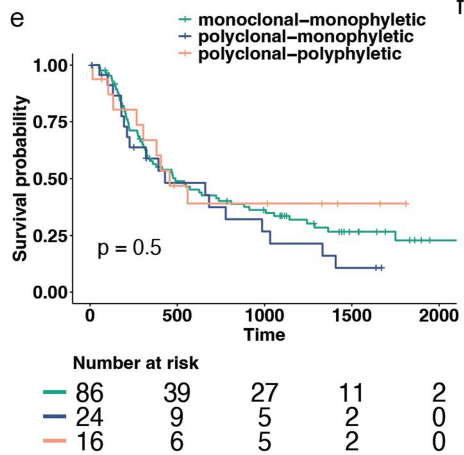 e
f
monoclonal–monophyletic
polyclonal–monophyletic
polyclonal–polyphyletic
Survival probability
1.00
0.75
0.50
0.25
0.00
p = 0.5
0 500 1000 1500 2000
Time
Number at risk
86 39 27 11 2
24 9 5 2 0
16 6 5 2 0